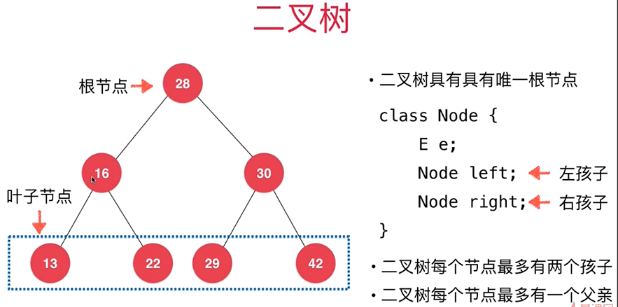 二叉树
28
根节点
16
30
叶子节点
13
22
29
42
• 二叉树具有具有唯一根节点
class Node {
E e;
Node left; 左孩子
Node right; 右孩子
}
• 二叉树每个节点最多有两个孩子
• 二叉树每个节点最多有一个父亲